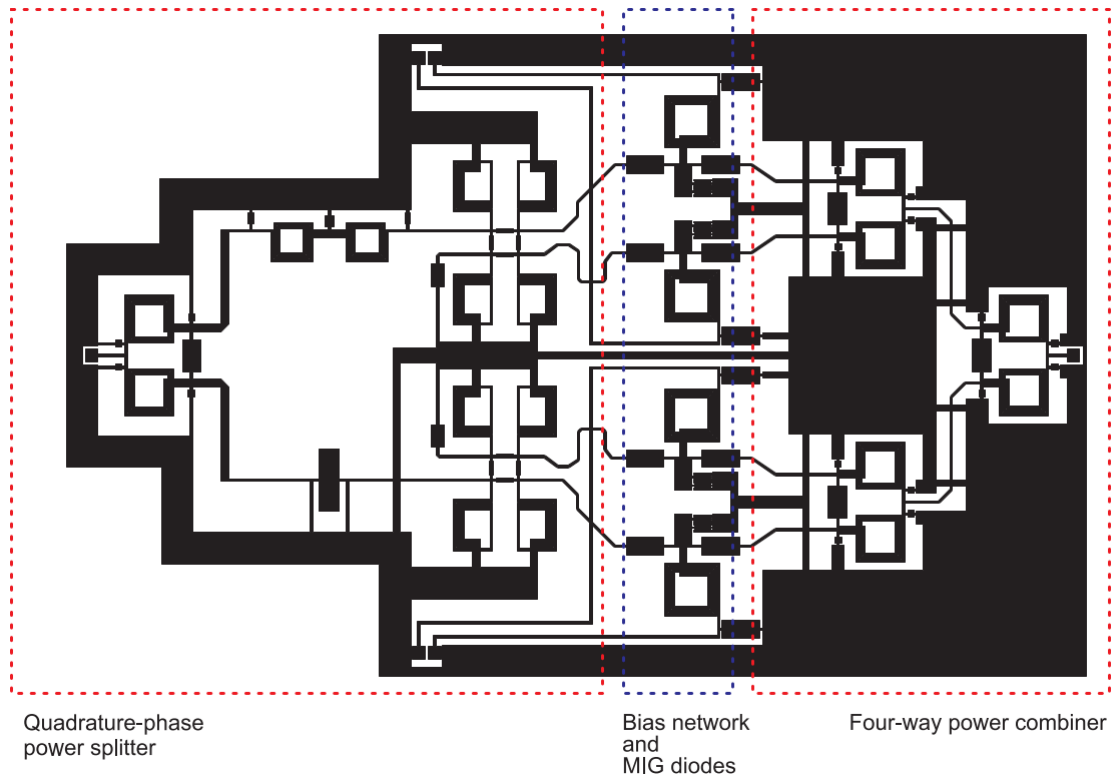 Quadrature-phase
power splitter
Bias network
and
MIG diodes
Four-way power combiner